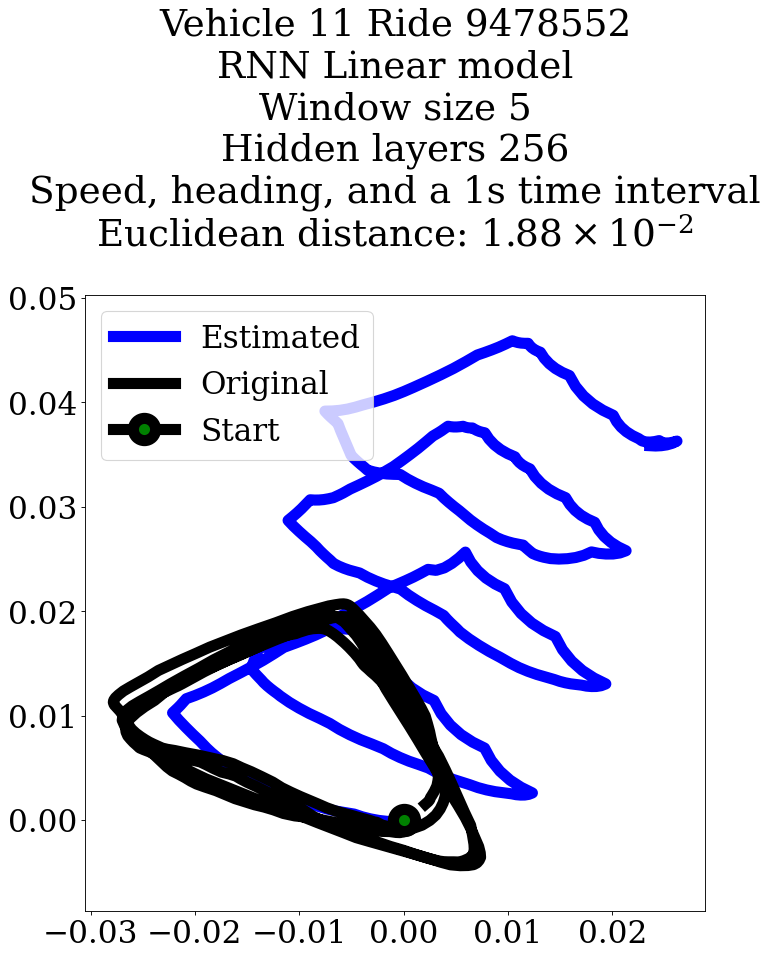 Vehicle 11 Ride 9478552
RNN Linear model
Window size 5
Hidden layers 256
Speed, heading, and a 1s time interval
Euclidean distance: 1.88 × 10⁻²
0.05
0.04
0.03
0.02
0.01
0.00
Estimated
Original
Start
−0.03 −0.02 −0.01 0.00 0.01 0.02